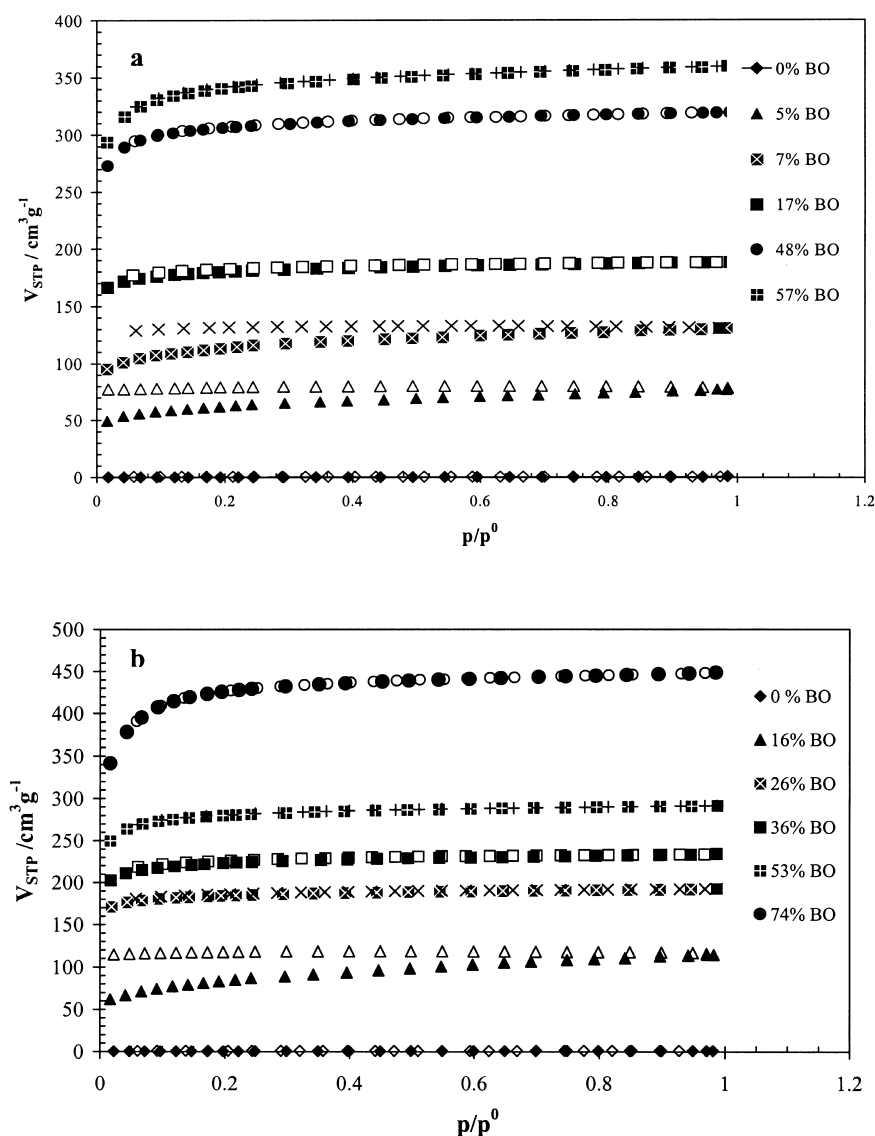 a
400
350
300
250
200
150
100
50
0
V_STP / cm³g⁻¹
0 0.2 0.4 0.6 0.8 1 1.2
p/p⁰
0% BO
5% BO
7% BO
17% BO
48% BO
57% BO
b
500
450
400
350
300
250
200
150
100
50
0
V_STP /cm³g⁻¹
0 0.2 0.4 0.6 0.8 1 1.2
p/p⁰
0 % BO
16% BO
26% BO
36% BO
53% BO
74% BO